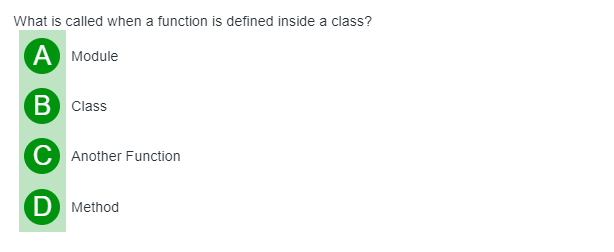 What is called when a function is defined inside a class?
A Module
B Class
C Another Function
D Method